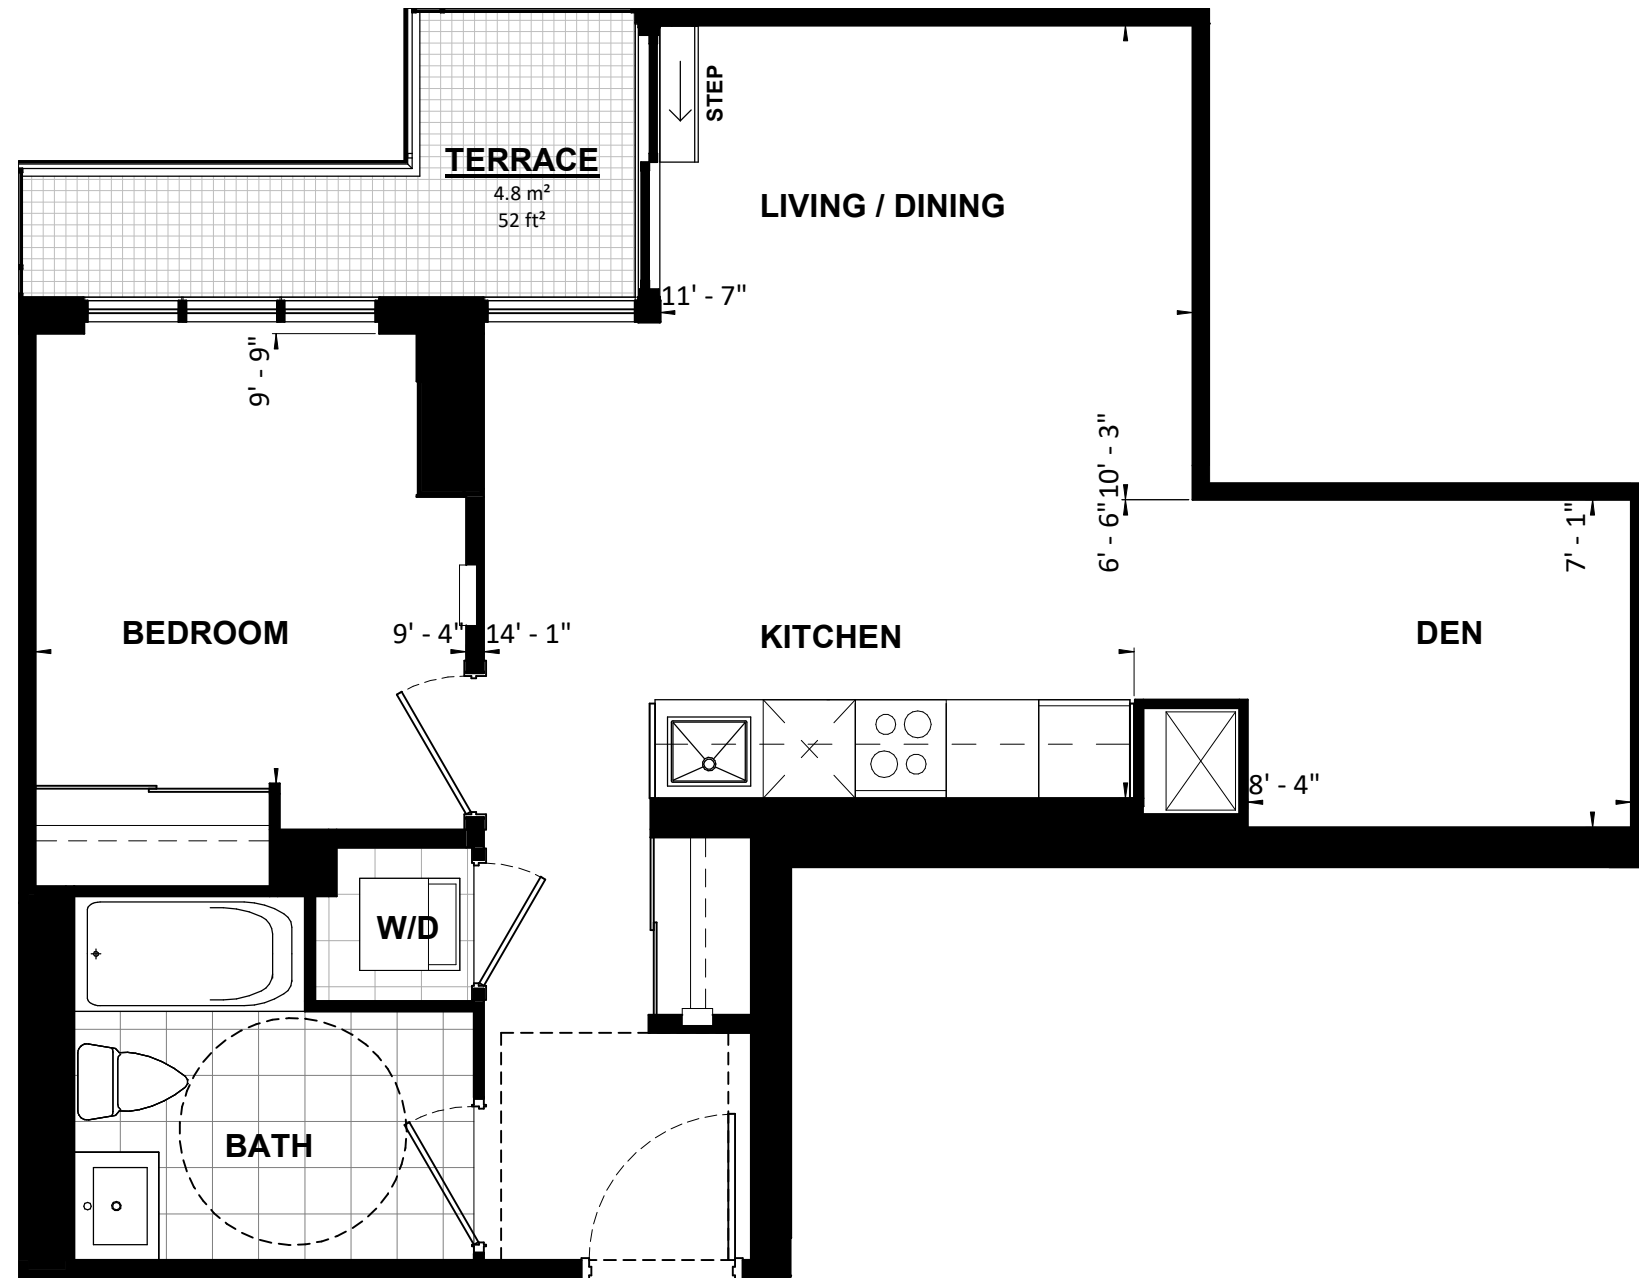 STEP
TERRACE
4.8 m²
52 ft²
LIVING / DINING
11' - 7"
9' - 9"
10' - 3"
6' - 6"
7' - 1"
BEDROOM
9' - 4"
14' - 1"
KITCHEN
DEN
8' - 4"
W/D
BATH